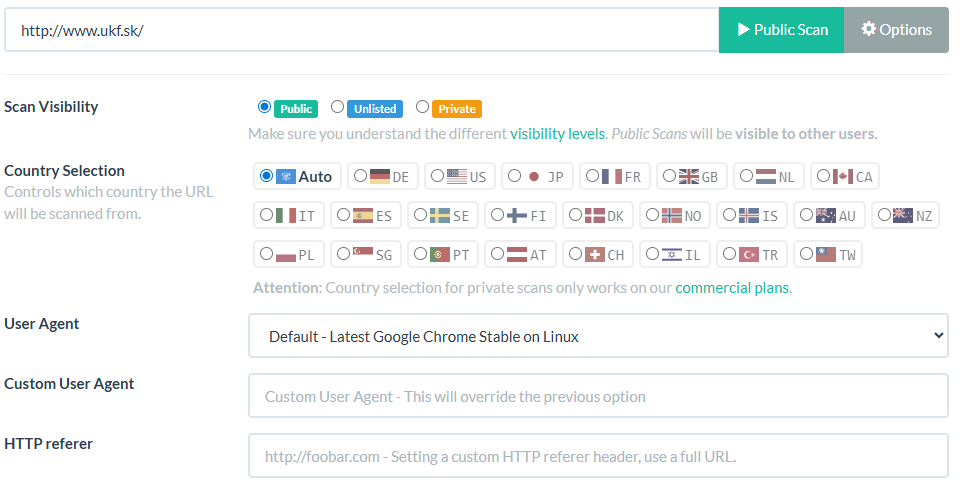 http://www.ukf.sk/ Public Scan Options
Scan Visibility Public Unlisted Private
Make sure you understand the different visibility levels. Public Scans will be visible to other users.
Country Selection Auto DE US JP FR GB NL CA
Controls which country the URL
will be scanned from.
IT ES SE FI DK NO IS AU NZ
PL SG PT AT CH IL TR TW
Attention: Country selection for private scans only works on our commercial plans.
User Agent Default - Latest Google Chrome Stable on Linux
Custom User Agent Custom User Agent - This will override the previous option
HTTP referer http://foobar.com - Setting a custom HTTP referer header, use a full URL.